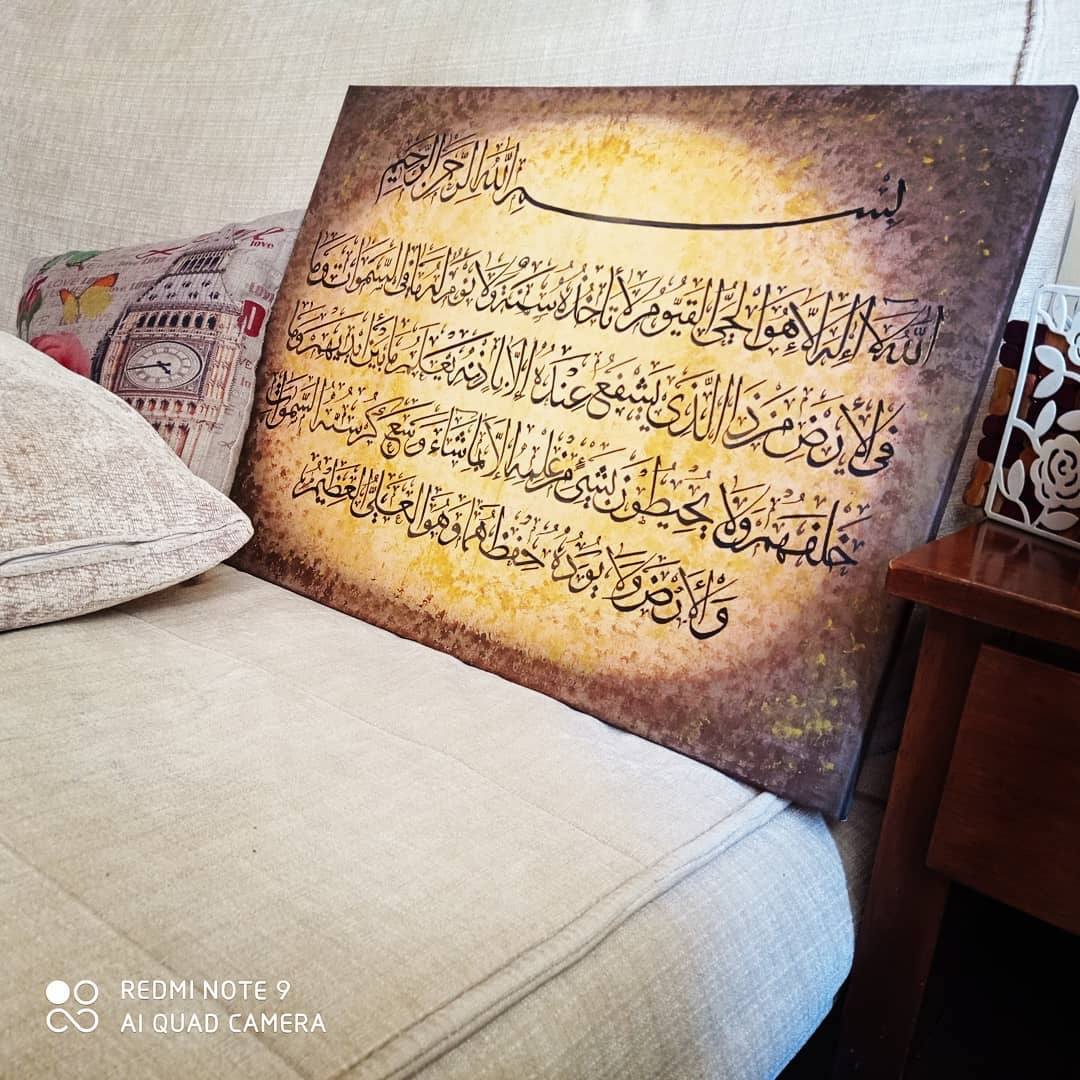 بسم الله الرحمن الرحيم
الله لا إله إلا هو الحي القيوم لا تأخذه سنة ولا نوم له ما في السموات وما
في الأرض من ذا الذي يشفع عنده إلا بإذنه يعلم ما بين أيديهم وما
خلفهم ولا يحيطون بشيء من علمه إلا بما شاء وسع كرسيه السموات
والأرض ولا يؤده حفظهما وهو العلي العظيم
love
REDMI NOTE 9
AI QUAD CAMERA